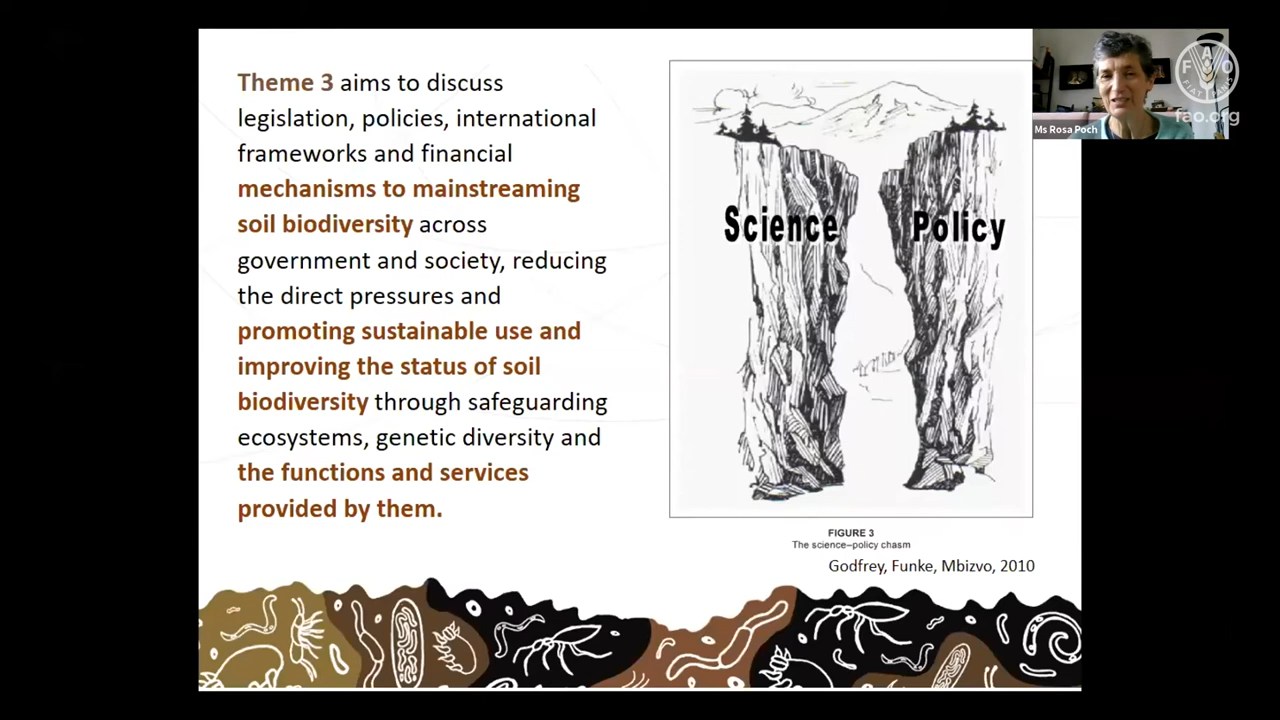 Theme 3 aims to discuss
legislation, policies, international
frameworks and financial
mechanisms to mainstreaming
soil biodiversity across
government and society, reducing
the direct pressures and
promoting sustainable use and
improving the status of soil
biodiversity through safeguarding
ecosystems, genetic diversity and
the functions and services
provided by them.
Science
Policy
FIGURE 3
The science–policy chasm
Godfrey, Funke, Mbizvo, 2010
Ms Rosa Poch
F A O
FIAT PANIS
fao.org